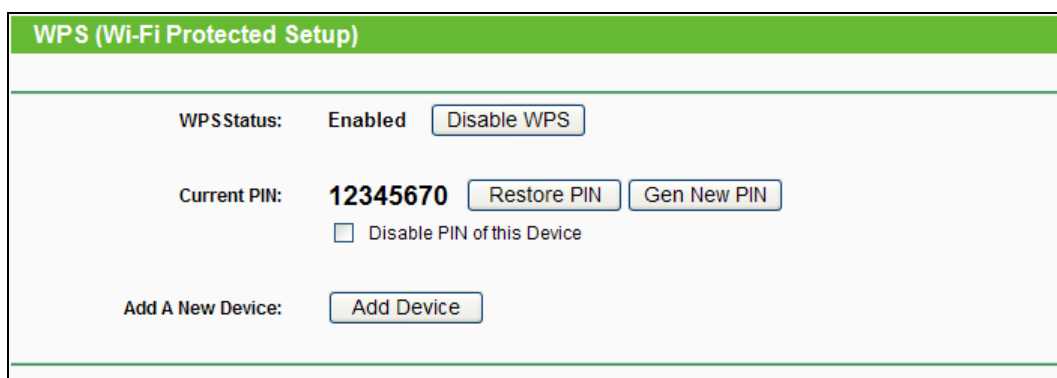 WPS (Wi-Fi Protected Setup)
WPS Status: Enabled Disable WPS
Current PIN: 12345670 Restore PIN Gen New PIN
Disable PIN of this Device
Add A New Device: Add Device